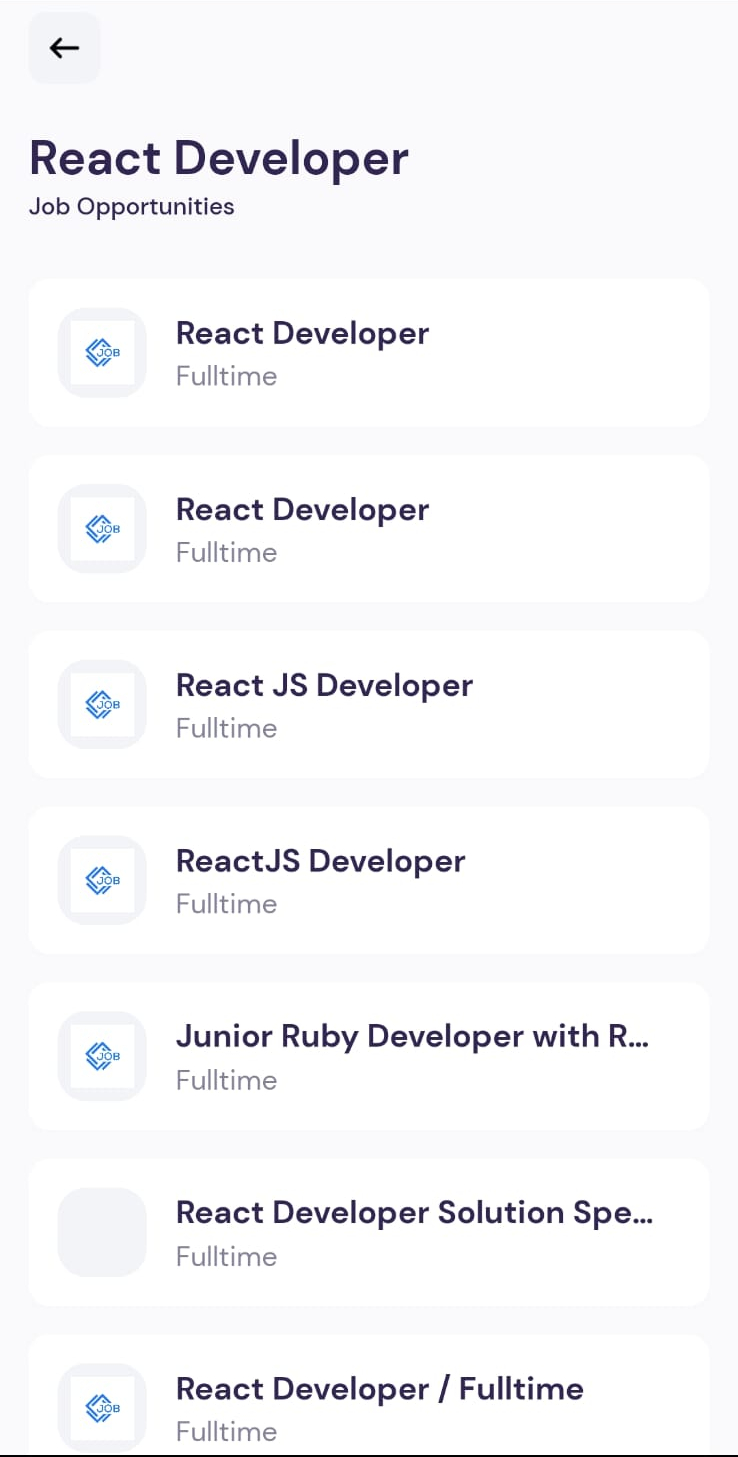 React Developer
Job Opportunities
JOB
React Developer
Fulltime
JOB
React Developer
Fulltime
JOB
React JS Developer
Fulltime
JOB
ReactJS Developer
Fulltime
JOB
Junior Ruby Developer with R...
Fulltime
React Developer Solution Spe...
Fulltime
JOB
React Developer / Fulltime
Fulltime